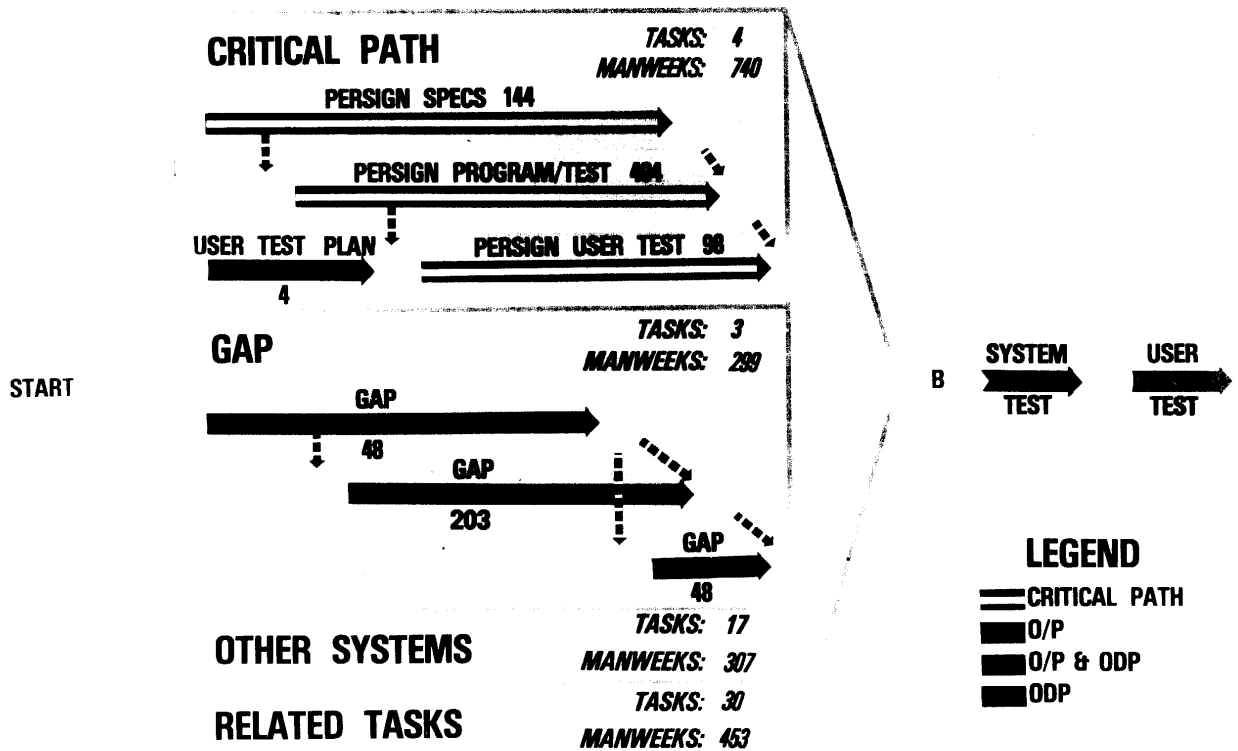 CRITICAL PATH
TASKS: 4
MANWEEKS: 740
PERSIGN SPECS 144
PERSIGN PROGRAM/TEST 494
USER TEST PLAN
4
PERSIGN USER TEST 98
GAP
TASKS: 3
MANWEEKS: 299
START
GAP
48
GAP
203
GAP
48
B
SYSTEM
TEST
USER
TEST
OTHER SYSTEMS
TASKS: 17
MANWEEKS: 307
RELATED TASKS
TASKS: 30
MANWEEKS: 453
LEGEND
CRITICAL PATH
O/P
O/P & ODP
ODP